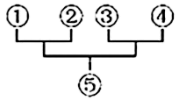 ① ② ③ ④
⑤